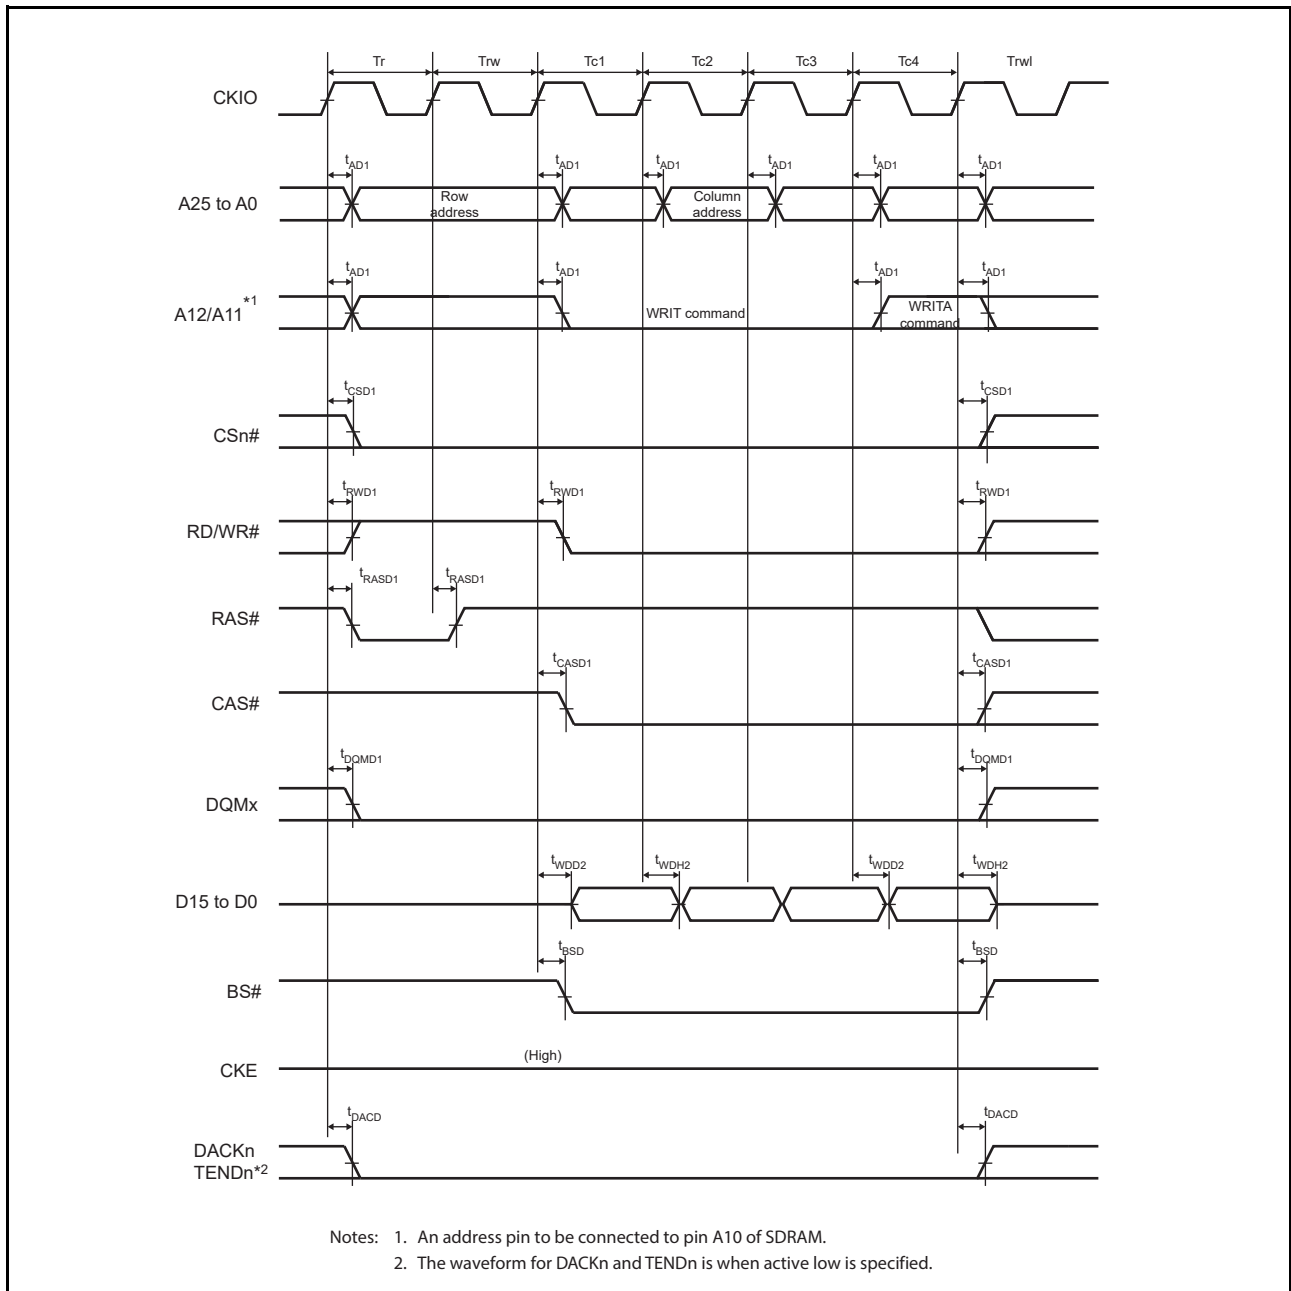 Tr Trw Tc1 Tc2 Tc3 Tc4 Trwl
CKIO
tAD1 tAD1 tAD1 tAD1 tAD1 tAD1
A25 to A0
Row
address
Column
address
tAD1 tAD1 tAD1 tAD1
A12/A11 *1
WRIT command
WRITA
command
tCSD1 tCSD1
CSn#
tRWD1 tRWD1 tRWD1
RD/WR#
tRASD1 tRASD1
RAS#
tCASD1 tCASD1
CAS#
tDQMD1 tDQMD1
DQMx
tWDD2 tWDH2 tWDD2 tWDH2
D15 to D0
tBSD tBSD
BS#
(High)
CKE
tDACD tDACD
DACKn
TENDn*2
Notes: 1. An address pin to be connected to pin A10 of SDRAM.
2. The waveform for DACKn and TENDn is when active low is specified.